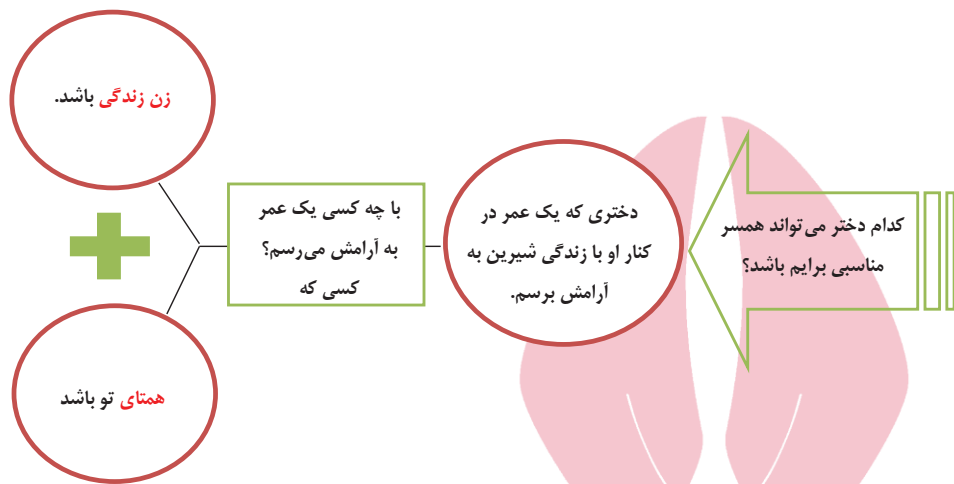 کدام دختر می‌تواند همسر
مناسبی برایم باشد؟
دختری که یک عمر در
کنار او با زندگی شیرین به
آرامش برسم.
با چه کسی یک عمر
به آرامش می‌رسم؟
کسی که
زن زندگی باشد.
همتای تو باشد